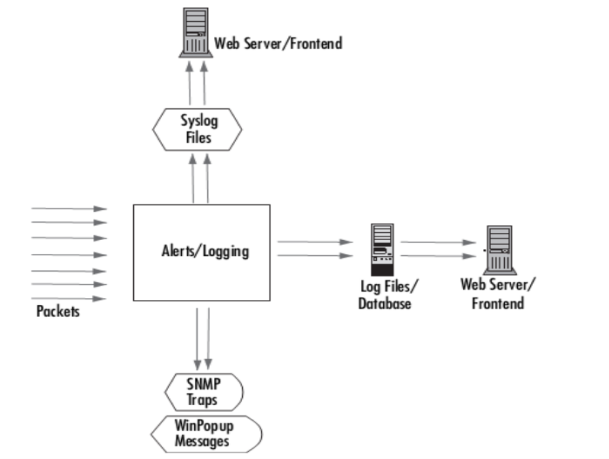 Web Server/Frontend
Syslog
Files
Alerts/Logging
Packets
Log Files/
Database
Web Server/
Frontend
SNMP
Traps
WinPopup
Messages